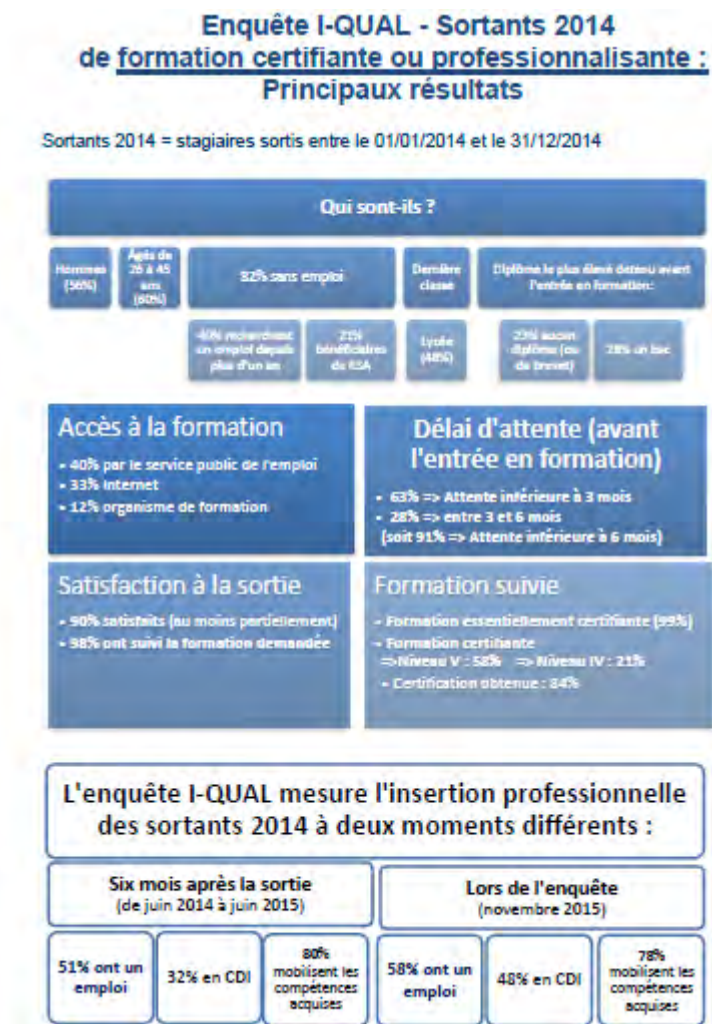 Enquête I-QUAL - Sortants 2014
de formation certifiante ou professionnalisante :
Principaux résultats
Sortants 2014 = stagiaires sortis entre le 01/01/2014 et le 31/12/2014
Qui sont-ils ?
Hommes
(56%)
Âgés de
26 à 45
ans
(60%)
82% sans emploi
Dernière
classe
Diplôme le plus élevé détenu avant
l'entrée en formation:
40% recherchent
un emploi depuis
plus d'un an
21%
bénéficiaires
du RSA
Lycée
(48%)
23% aucun
diplôme (ou
de brevet)
28% un bac
Accès à la formation
- 40% par le service public de l'emploi
- 33% Internet
- 12% organisme de formation
Délai d'attente (avant
l'entrée en formation)
- 63% => Attente inférieure à 3 mois
- 28% => entre 3 et 6 mois
(soit 91% => Attente inférieure à 6 mois)
Satisfaction à la sortie
- 90% satisfaits (au moins partiellement)
- 98% ont suivi la formation demandée
Formation suivie
- Formation essentiellement certifiante (99%)
- Formation certifiante
=>Niveau V : 58% => Niveau IV : 21%
- Certification obtenue : 84%
L'enquête I-QUAL mesure l'insertion professionnelle
des sortants 2014 à deux moments différents :
Six mois après la sortie
(de juin 2014 à juin 2015)
Lors de l'enquête
(novembre 2015)
51% ont un
emploi
32% en CDI
80%
mobilisent les
compétences
acquises
58% ont un
emploi
48% en CDI
78%
mobilisent les
compétences
acquises